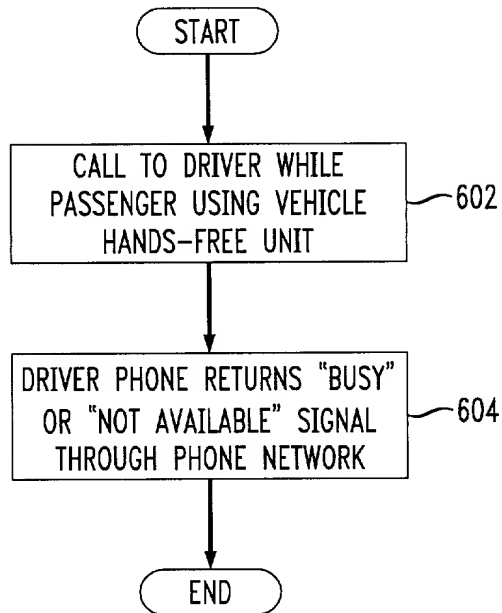 START
CALL TO DRIVER WHILE
PASSENGER USING VEHICLE
HANDS-FREE UNIT
602
DRIVER PHONE RETURNS "BUSY"
OR "NOT AVAILABLE" SIGNAL
THROUGH PHONE NETWORK
604
END